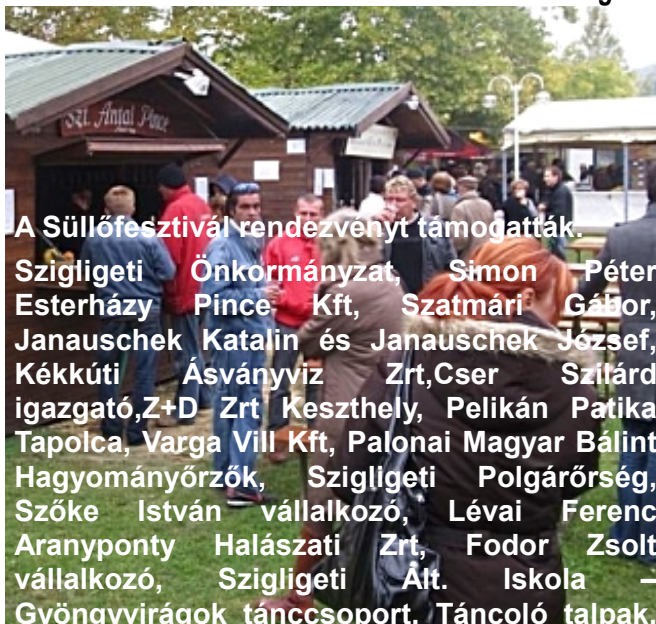 Szt. Antal Pince
A Süllőfesztivál rendezvényt támogatták:
Szigligeti Önkormányzat, Simon Péter
Esterházy Pince Kft, Szatmári Gábor,
Janauschek Katalin és Janauschek József,
Kékkúti Ásványviz Zrt,Cser Szilárd
igazgató,Z+D Zrt Keszthely, Pelikán Patika
Tapolca, Varga Vill Kft, Palonai Magyar Bálint
Hagyományőrzők, Szigligeti Polgárőrség,
Szőke István vállalkozó, Lévai Ferenc
Aranyponty Halászati Zrt, Fodor Zsolt
vállalkozó, Szigligeti Ált. Iskola –
Gyöngyvirágok tánccsoport, Táncoló talpak,